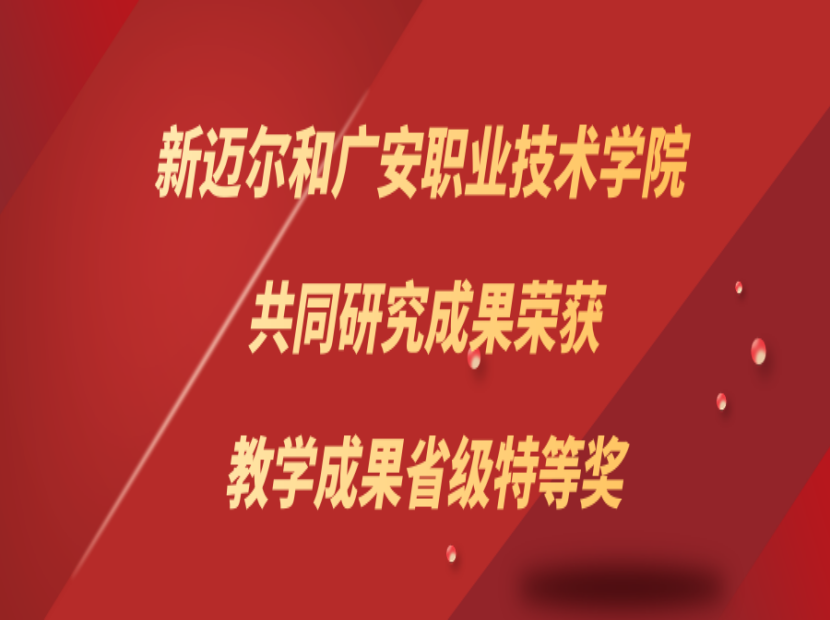 新迈尔和广安职业技术学院
共同研究成果荣获
教学成果省级特等奖